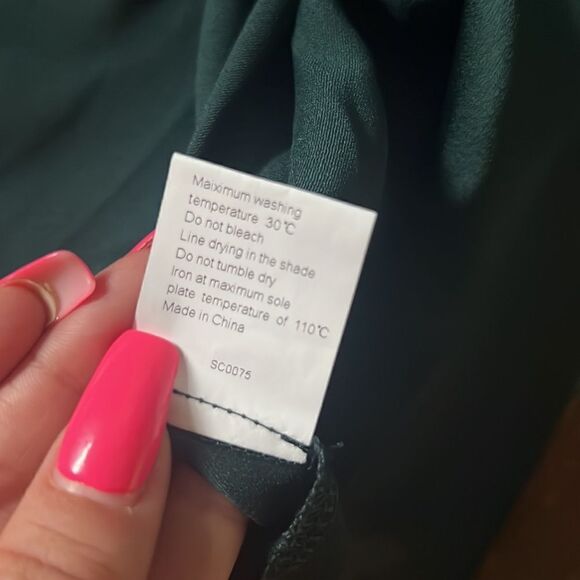 Maiximum washing
temperature 30℃
Do not bleach
Line drying in the shade
Do not tumble dry
Iron at maximum sole
plate temperature of 110℃
Made in China
SC0075